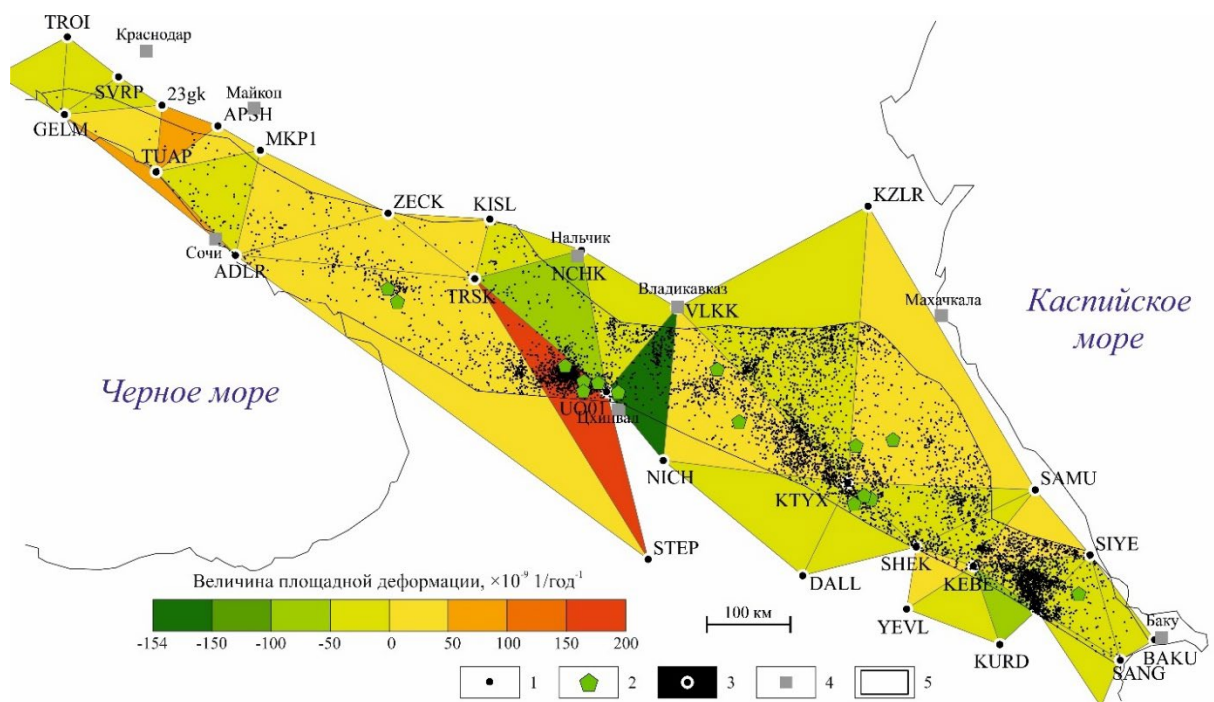 TROI
Краснодар
SVRP
23gk
Майкоп
APSH
GELM
MKP1
TUAP
ZECK
KISL
KZLR
Сочи
ADLR
Нальчик
NCHK
TRSK
Владикавказ
VLKK
Махачкала
Каспийское
море
Черное море
UO01
Цхинвал
NICH
KTYX
SAMU
STEP
SHEK
SIYE
DALL
KEBE
Величина площадной деформации, ×10⁻⁹ 1/год⁻¹
-154 -150 -100 -50 0 50 100 150 200
100 км
YEVL
KURD
Баку
BAKU
SANG
1 2 3 4 5